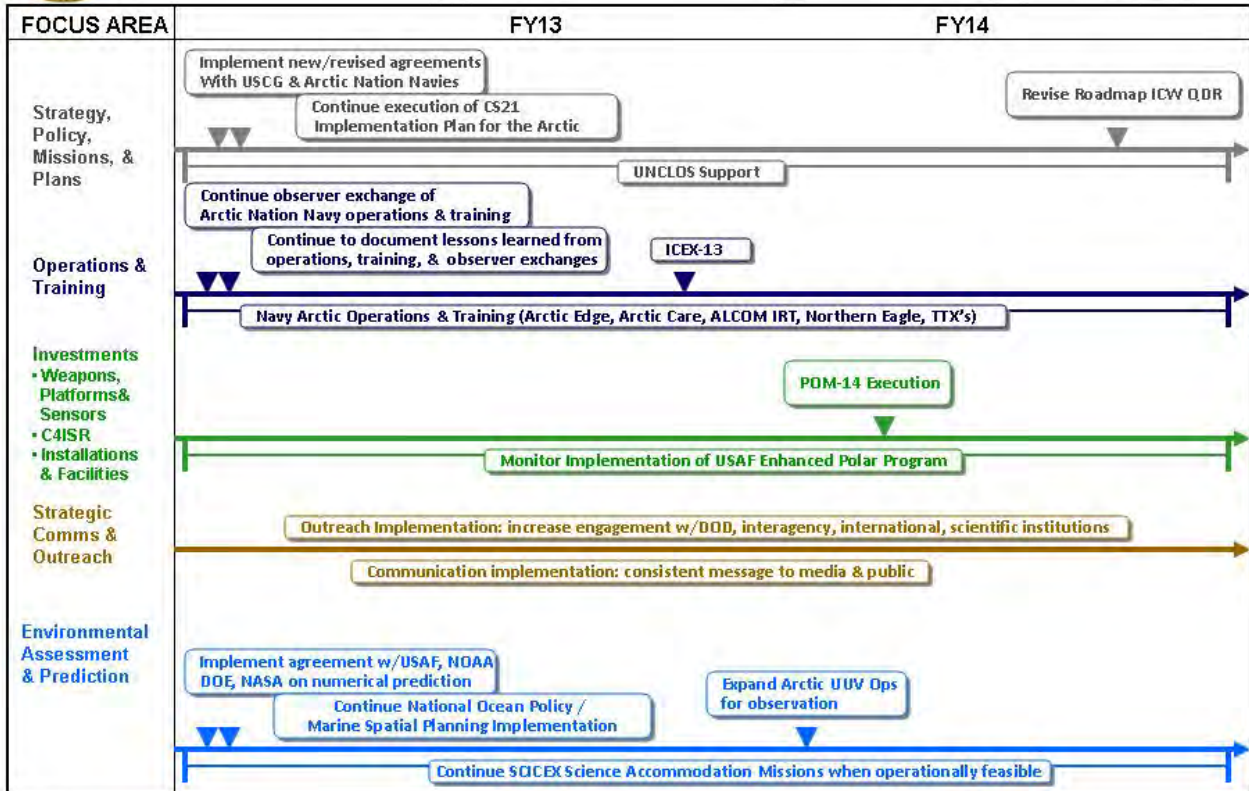 FOCUS AREA
FY13
FY14
Strategy,
Policy,
Missions, &
Plans
Implement new/revised agreements
With USCG & Arctic Nation Navies
Continue execution of CS21
Implementation Plan for the Arctic
Revise Roadmap ICW QDR
UNCLOS Support
Operations &
Training
Continue observer exchange of
Arctic Nation Navy operations & training
Continue to document lessons learned from
operations, training, & observer exchanges
ICEX-13
Navy Arctic Operations & Training (Arctic Edge, Arctic Care, ALCOM IRT, Northern Eagle, TTX's)
Investments
• Weapons,
Platforms&
Sensors
• C4ISR
• Installations
& Facilities
POM-14 Execution
Monitor Implementation of USAF Enhanced Polar Program
Strategic
Comms &
Outreach
Outreach Implementation: increase engagement w/DOD, interagency, international, scientific institutions
Communication implementation: consistent message to media & public
Environmental
Assessment
& Prediction
Implement agreement w/USAF, NOAA
DOE, NASA on numerical prediction
Continue National Ocean Policy /
Marine Spatial Planning Implementation
Expand Arctic UUV Ops
for observation
Continue SCICEX Science Accommodation Missions when operationally feasible